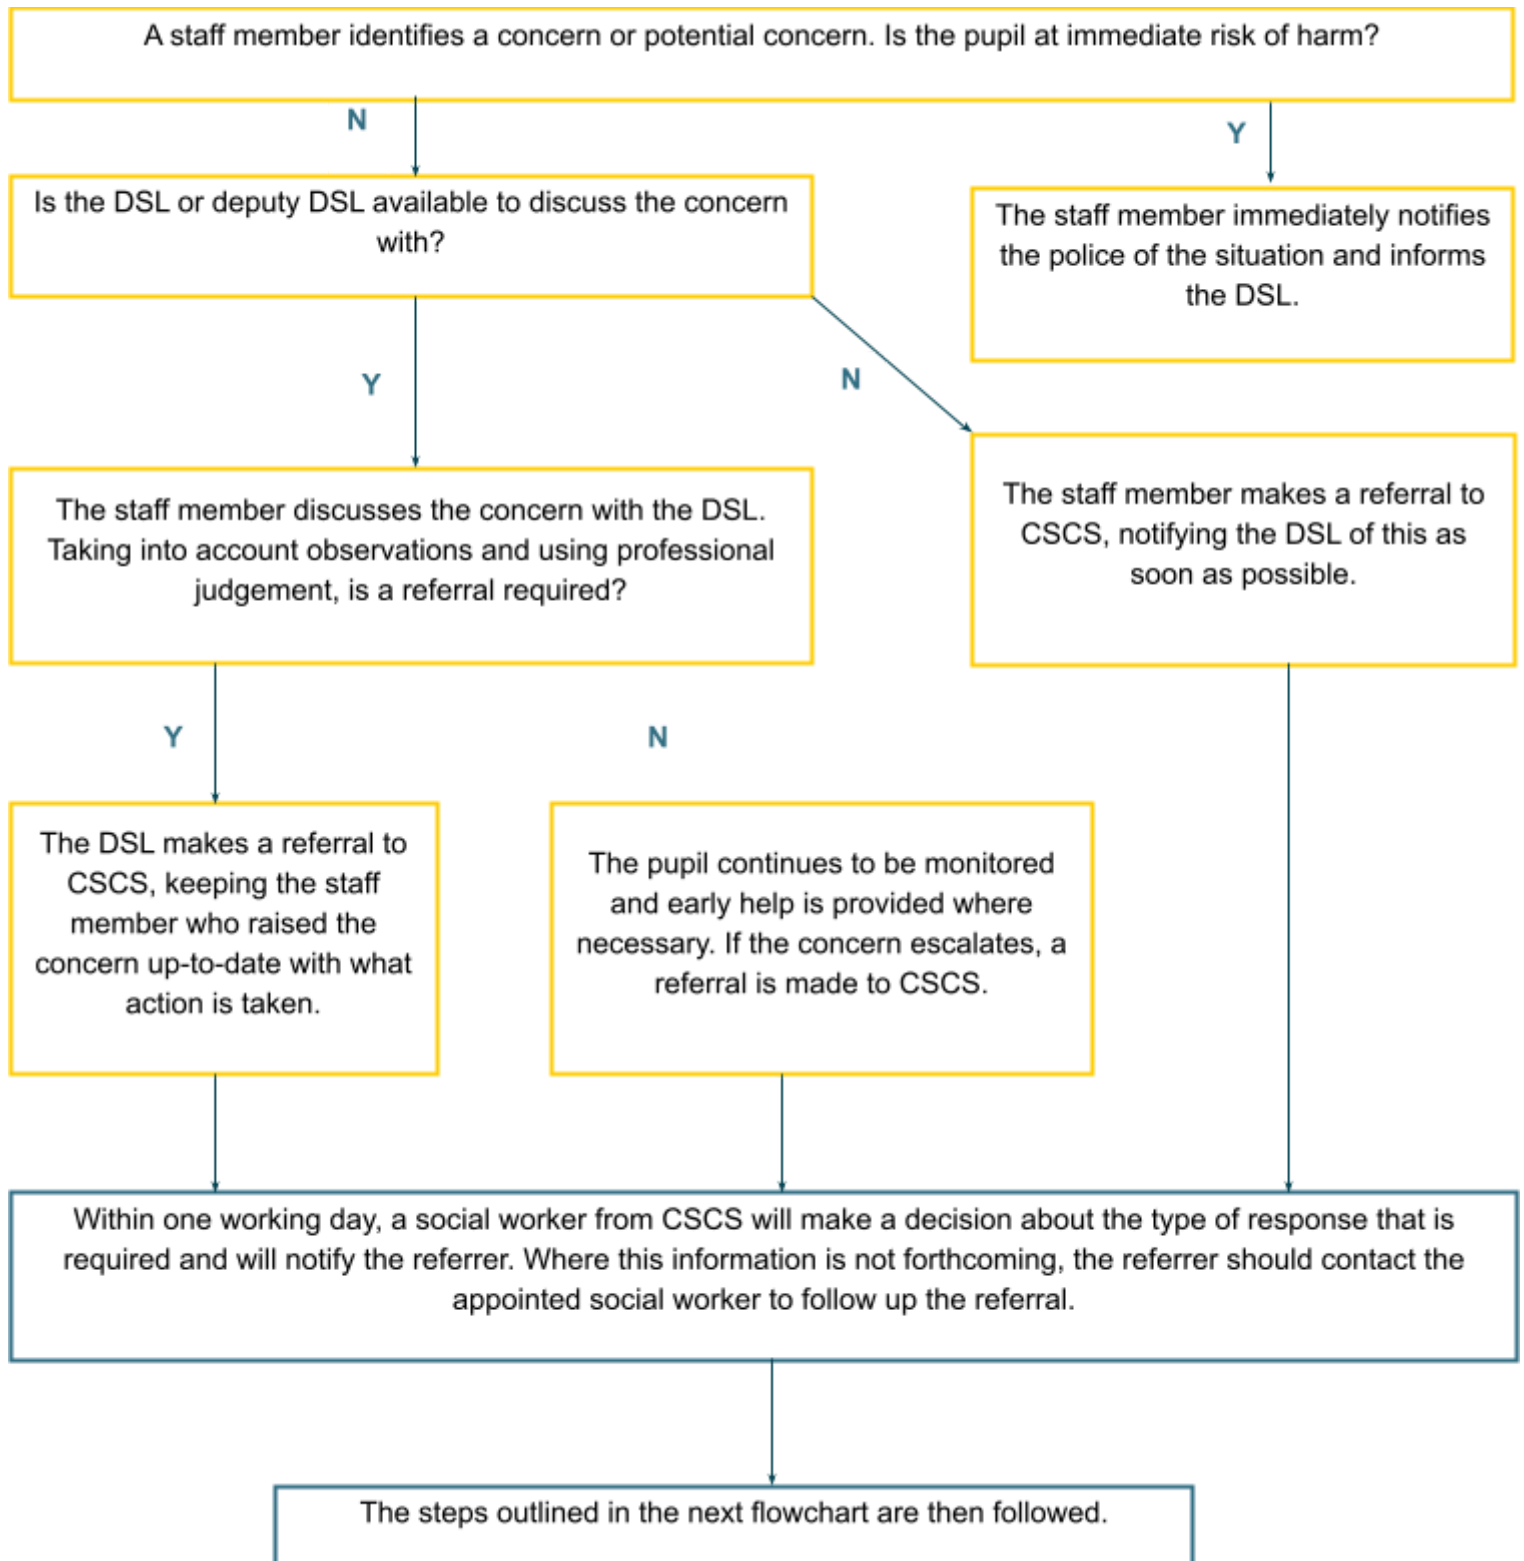 A staff member identifies a concern or potential concern. Is the pupil at immediate risk of harm?
N
Y
Is the DSL or deputy DSL available to discuss the concern
with?
The staff member immediately notifies
the police of the situation and informs
the DSL.
Y
N
The staff member discusses the concern with the DSL.
Taking into account observations and using professional
judgement, is a referral required?
The staff member makes a referral to
CSCS, notifying the DSL of this as
soon as possible.
Y
N
The DSL makes a referral to
CSCS, keeping the staff
member who raised the
concern up-to-date with what
action is taken.
The pupil continues to be monitored
and early help is provided where
necessary. If the concern escalates, a
referral is made to CSCS.
Within one working day, a social worker from CSCS will make a decision about the type of response that is
required and will notify the referrer. Where this information is not forthcoming, the referrer should contact the
appointed social worker to follow up the referral.
The steps outlined in the next flowchart are then followed.